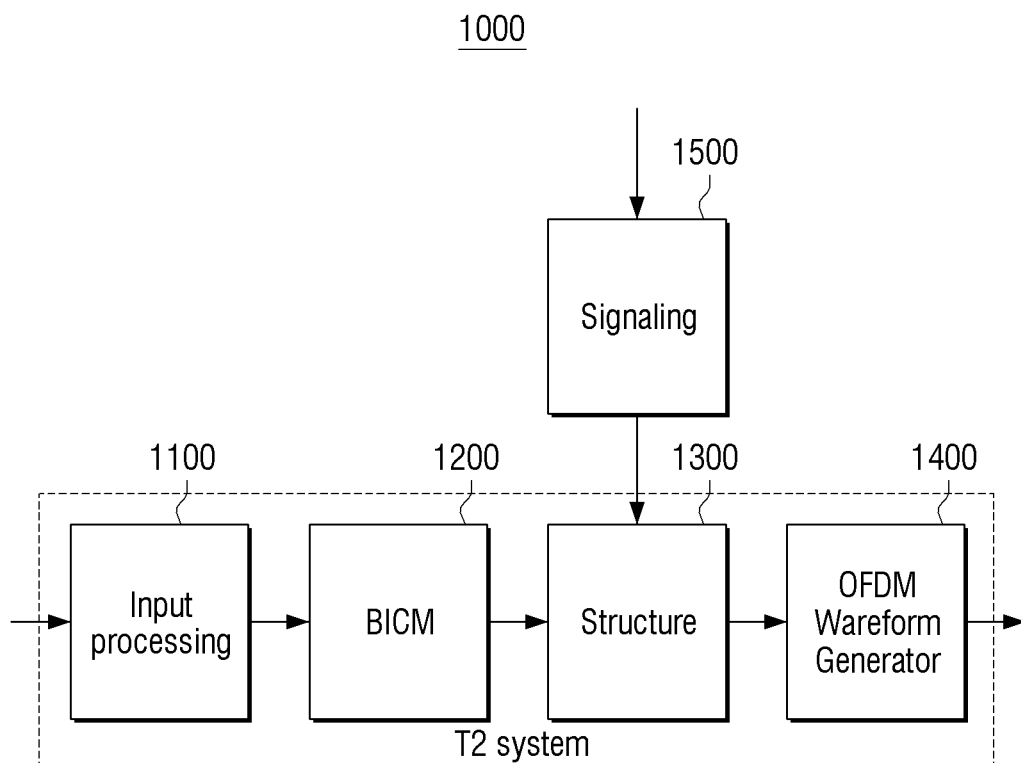 1000
1500
Signaling
1100
1200
1300
1400
Input
processing
BICM
Structure
OFDM
Wareform
Generator
T2 system